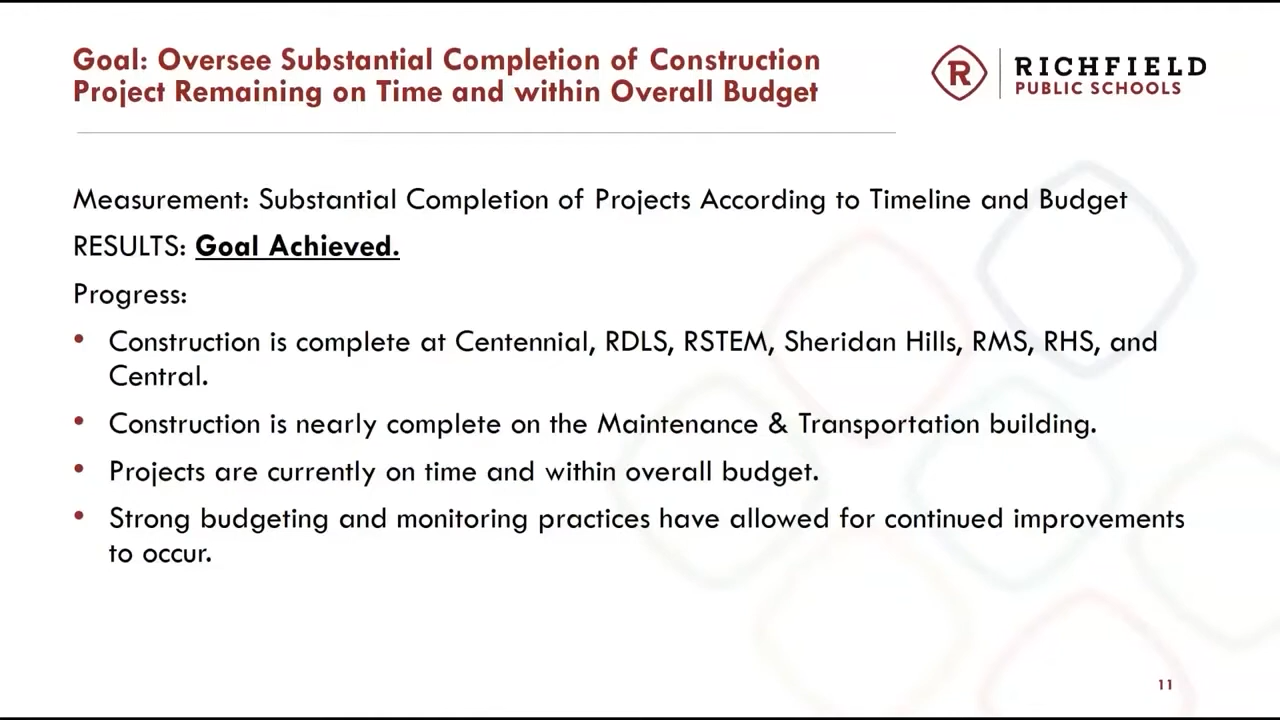 Goal: Oversee Substantial Completion of Construction
Project Remaining on Time and within Overall Budget
R
RICHFIELD
PUBLIC SCHOOLS
Measurement: Substantial Completion of Projects According to Timeline and Budget
RESULTS: Goal Achieved.
Progress:
• Construction is complete at Centennial, RDLS, RSTEM, Sheridan Hills, RMS, RHS, and
Central.
• Construction is nearly complete on the Maintenance & Transportation building.
• Projects are currently on time and within overall budget.
• Strong budgeting and monitoring practices have allowed for continued improvements
to occur.
11